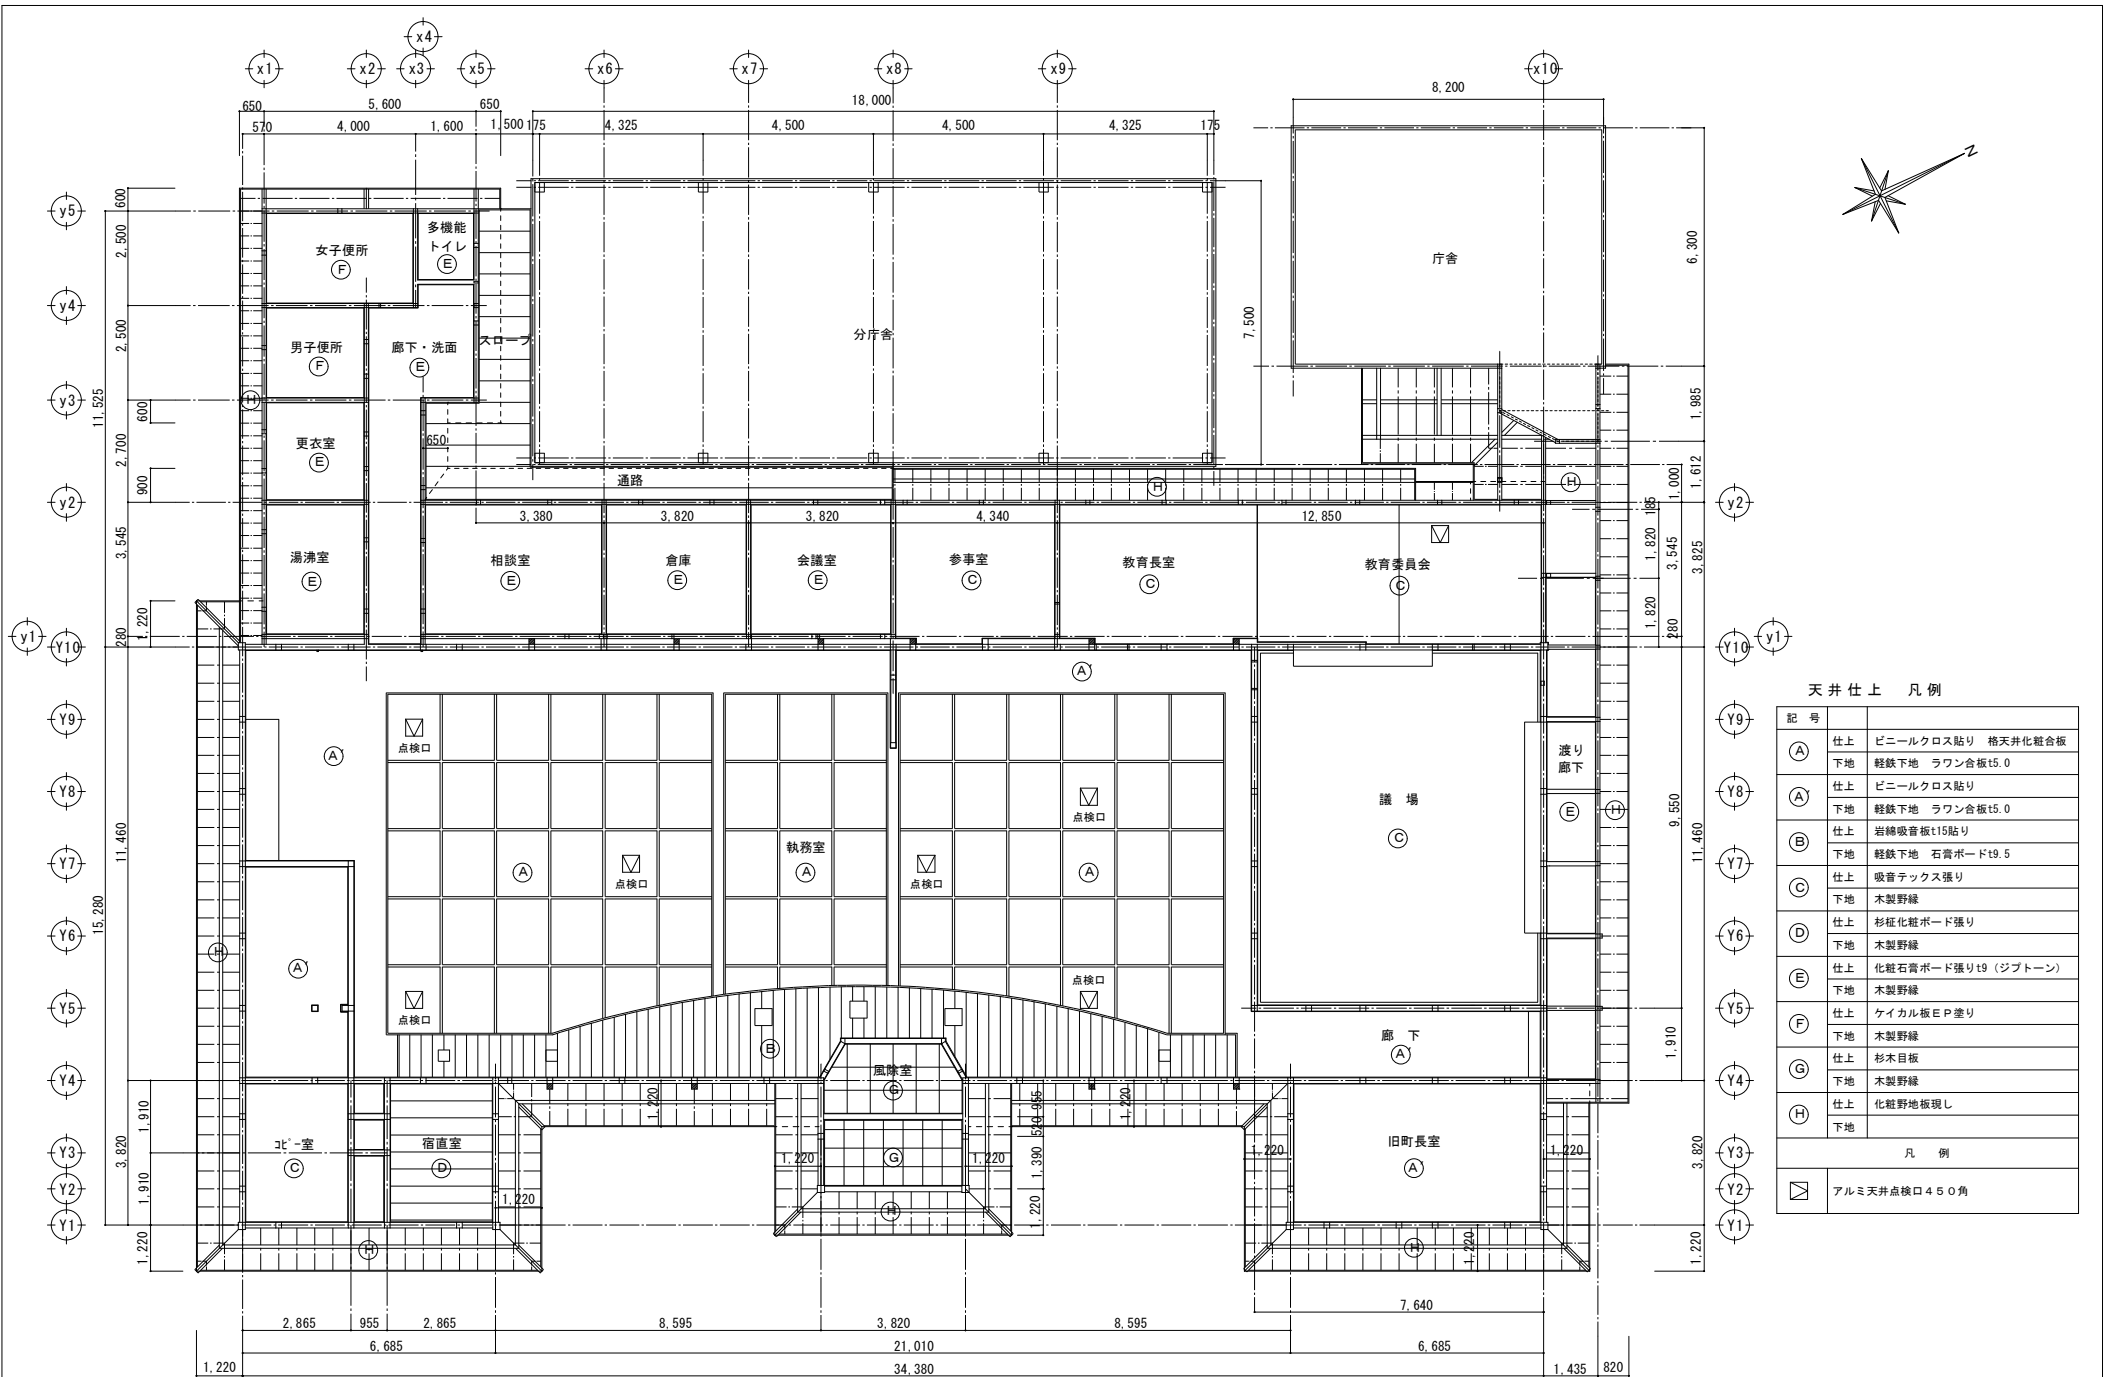 x4
x1
x2
x3
x5
x6
x7
x8
x9
x10
650
5,600
650
18,000
8,200
570
4,000
1,600
1,500
175
4,325
4,500
4,500
4,325
175
N
y5
y4
y3
y2
y1
Y10
Y9
Y8
Y7
Y6
Y5
Y4
Y3
Y2
Y1
600
2,500
2,500
11,525
600
2,700
900
3,545
1,220
280
11,460
15,280
1,910
3,820
1,910
1,220
女子便所
F
多機能
トイレ
E
男子便所
F
廊下・洗面
E
スロープ
分庁舎
庁舎
7,500
6,300
H
更衣室
E
650
通路
H
H
1,985
1,612
1,000
185
1,820
3,545
3,825
1,820
280
3,380
3,820
3,820
4,340
12,850
湯沸室
E
相談室
E
倉庫
E
会議室
E
参事室
C
教育長室
C
教育委員会
C
y2
Y10
y1
Y9
Y8
Y7
Y6
Y5
Y4
Y3
Y2
Y1
A'
A'
点検口
点検口
点検口
点検口
点検口
点検口
執務室
A
A
A
議 場
C
渡り
廊下
E
H
9,550
11,460
H
A'
B
風除室
G
廊 下
A'
1,910
1,220
1,220
955
520
1,390
1,220
コピー室
C
宿直室
D
1,220
1,220
1,220
G
H
旧町長室
A'
1,220
1,220
3,820
1,220
H
H
1,220
7,640
2,865
955
2,865
8,595
3,820
8,595
6,685
21,010
6,685
1,220
34,380
1,435
820
天井仕上 凡例
記 号
A 仕上 ビニールクロス貼り 格天井化粧合板
下地 軽鉄下地 ラワン合板t5.0
A' 仕上 ビニールクロス貼り
下地 軽鉄下地 ラワン合板t5.0
B 仕上 岩綿吸音板t15貼り
下地 軽鉄下地 石膏ボードt9.5
C 仕上 吸音テックス張り
下地 木製野縁
D 仕上 杉柾化粧ボード張り
下地 木製野縁
E 仕上 化粧石膏ボード張りt9（ジプトーン）
下地 木製野縁
F 仕上 ケイカル板ＥＰ塗り
下地 木製野縁
G 仕上 杉木目板
下地 木製野縁
H 仕上 化粧野地板現し
下地
凡 例
アルミ天井点検口４５０角